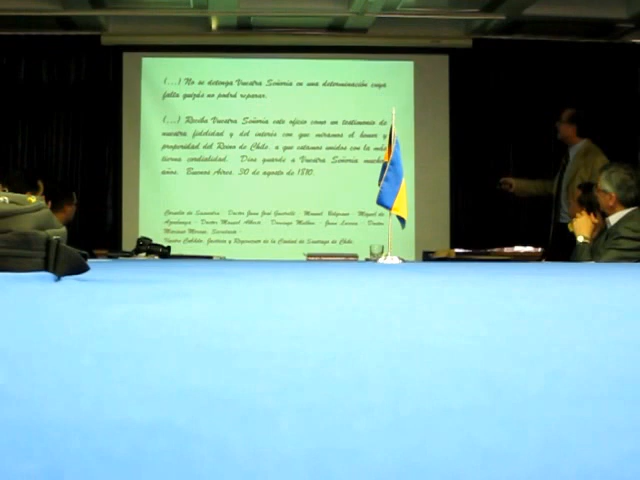 (...) No se detenga Vuestra Señoría en una determinación cuya
falta quizás no podrá reparar.
(...) Reciba Vuestra Señoría este oficio como un testimonio de
nuestra fidelidad y del interés con que miramos el honor y
prosperidad del Reino de Chile, a que estamos unidos con la más
tierna cordialidad. Dios guarde a Vuestra Señoría muchos
años. Buenos Aires, 30 de agosto de 1810.
Cornelio de Saavedra - Doctor Juan José Castelli - Manuel Belgrano - Miguel de
Azcuénaga - Doctor Manuel Alberti - Domingo Matheu - Juan Larrea - Doctor
Mariano Moreno, Secretario
Ilustre Cabildo, Justicia y Regimiento de la Ciudad de Santiago de Chile.